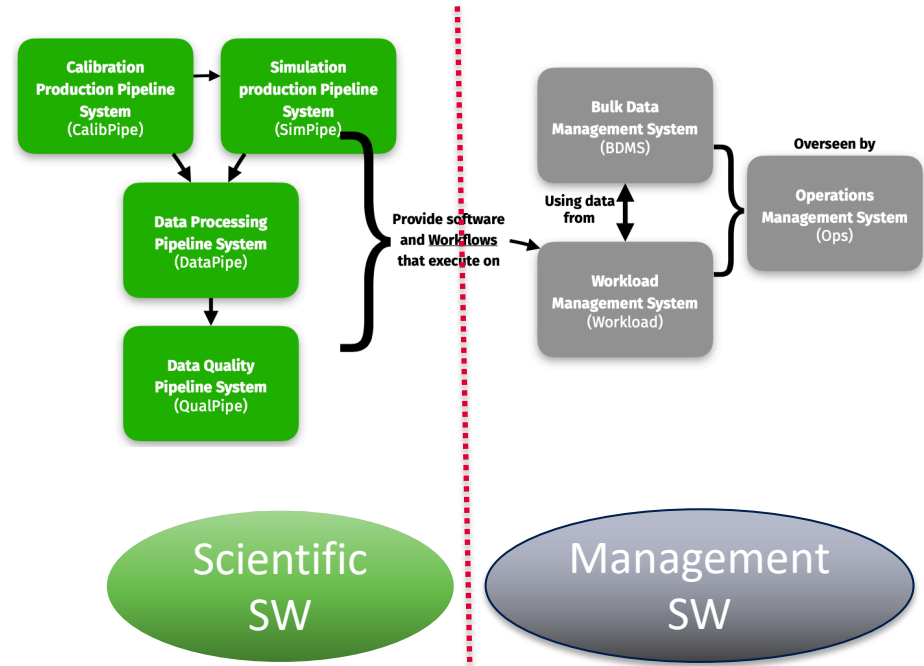 Calibration
Production Pipeline
System
(CalibPipe)
Simulation
production Pipeline
System
(SimPipe)
Data Processing
Pipeline System
(DataPipe)
Data Quality
Pipeline System
(QualPipe)
Provide software
and Workflows
that execute on
Bulk Data
Management System
(BDMS)
Using data
from
Workload
Management System
(Workload)
Overseen by
Operations
Management System
(Ops)
Scientific
SW
Management
SW